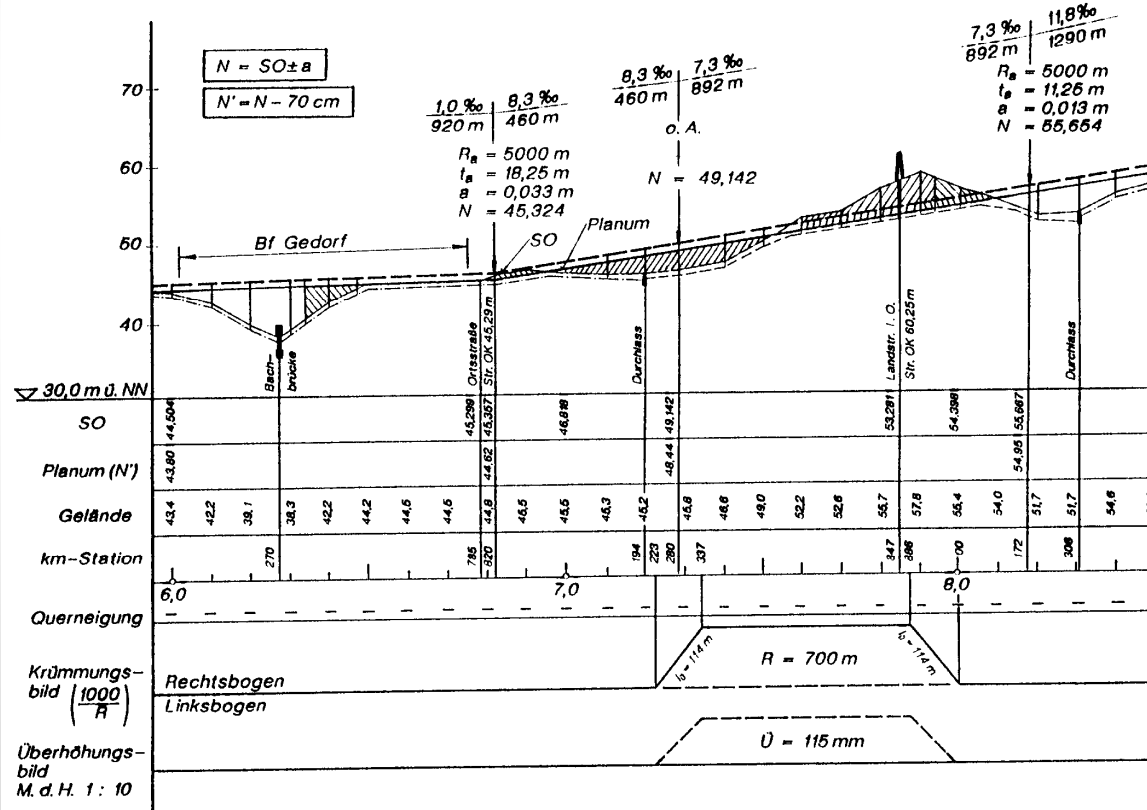 N = SO±a
N' = N – 70 cm
70
60
50
40
1,0 ‰ 8,3 ‰
920 m 460 m
Rₐ = 5000 m
tₐ = 18,25 m
a = 0,033 m
N = 45,324
8,3 ‰ 7,3 ‰
460 m 892 m
o. A.
N = 49,142
7,3 ‰ 11,8 ‰
892 m 1290 m
Rₐ = 5000 m
tₐ = 11,25 m
a = 0,013 m
N = 55,654
Bf Gedorf
SO
Planum
Bach-
brücke
Ortsstraße
Str. OK 45,29 m
Durchlass
Landstr. I. O.
Str. OK 60,25 m
Durchlass
30,0 m ü. NN
SO
44,504 45,299 45,357 46,818 49,142 53,281 54,398 55,667
Planum (N')
43,80 44,62 48,44 54,95
Gelände
43,4 42,2 39,1 38,3 42,2 44,2 44,5 44,5 44,8 45,5 45,5 45,3 45,2 45,8 46,6 49,0 52,2 52,6 55,7 57,8 55,4 54,0 51,7 51,7 54,6
km–Station
270 785 820 194 223 280 337 847 886 00 172 308
6,0 7,0 8,0
Querneigung
Krümmungs–
bild (1000/R)
Rechtsbogen
Linksbogen
l₀ = 114 m
R = 700 m
l₀ = 114 m
Überhöhungs–
bild
M. d. H. 1 : 10
Ü = 115 mm